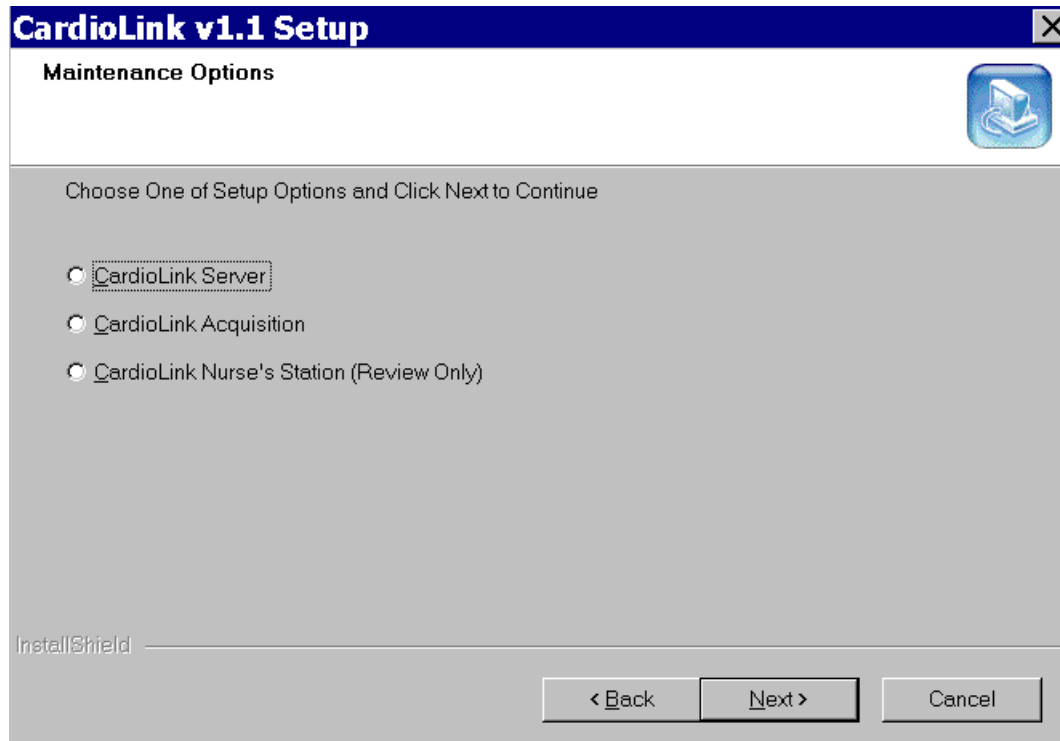 CardioLink v1.1 Setup
Maintenance Options
Choose One of Setup Options and Click Next to Continue
CardioLink Server
CardioLink Acquisition
CardioLink Nurse's Station (Review Only)
InstallShield
< Back Next > Cancel